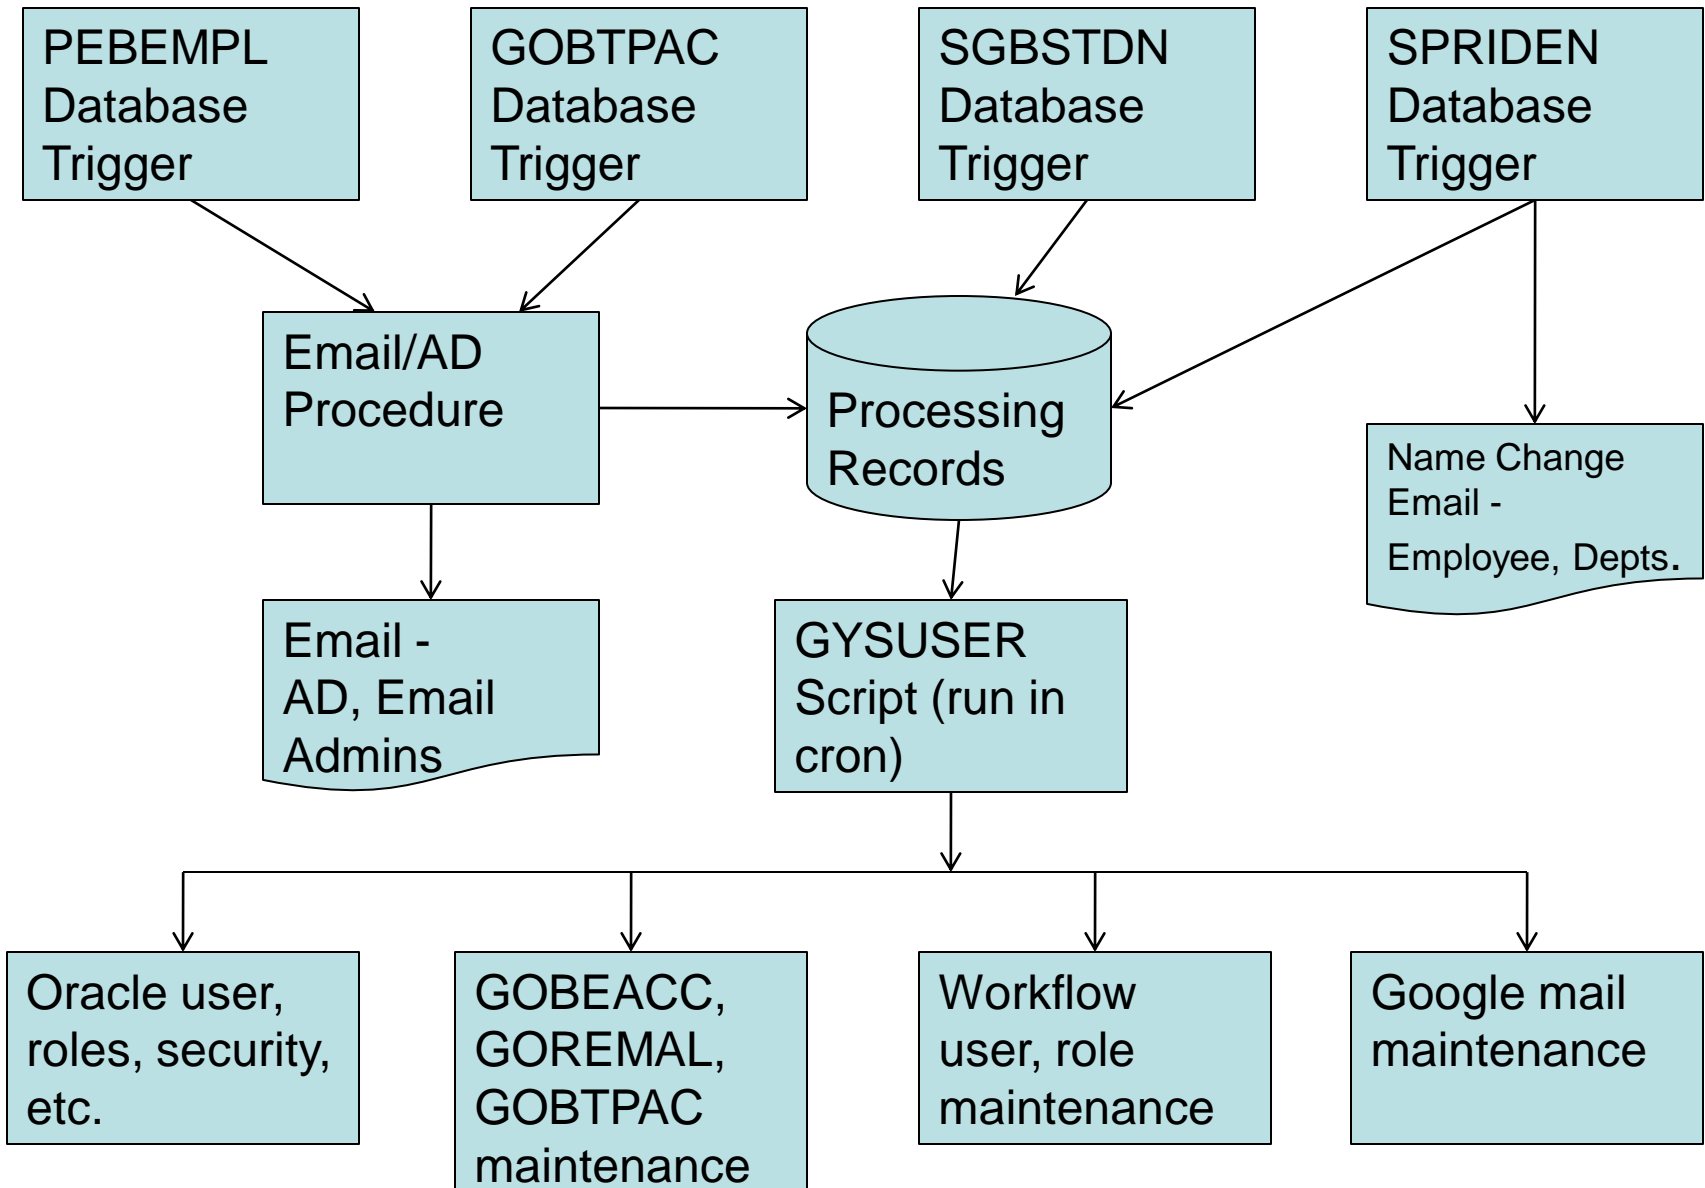 PEBEMPL
Database
Trigger
GOBTPAC
Database
Trigger
SGBSTDN
Database
Trigger
SPRIDEN
Database
Trigger
Email/AD
Procedure
Processing
Records
Name Change
Email -
Employee, Depts.
Email -
AD, Email
Admins
GYSUSER
Script (run in
cron)
Oracle user,
roles, security,
etc.
GOBEACC,
GOREMAL,
GOBTPAC
maintenance
Workflow
user, role
maintenance
Google mail
maintenance